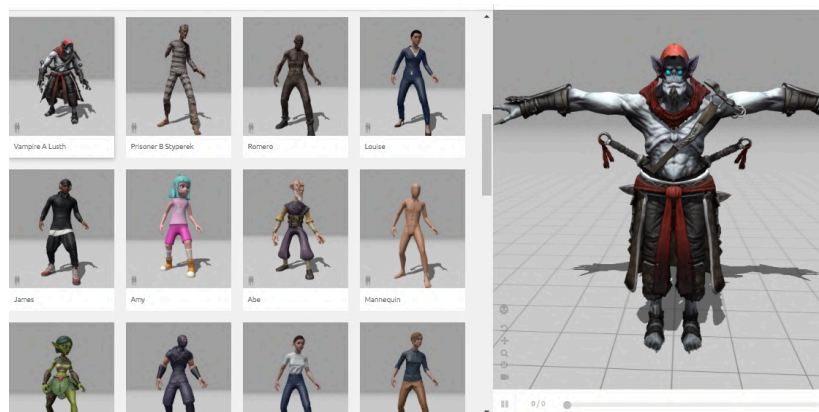 Vampire A Lusth
Prisoner B Styperek
Romero
Louise
James
Amy
Abe
Mannequin
0 / 0